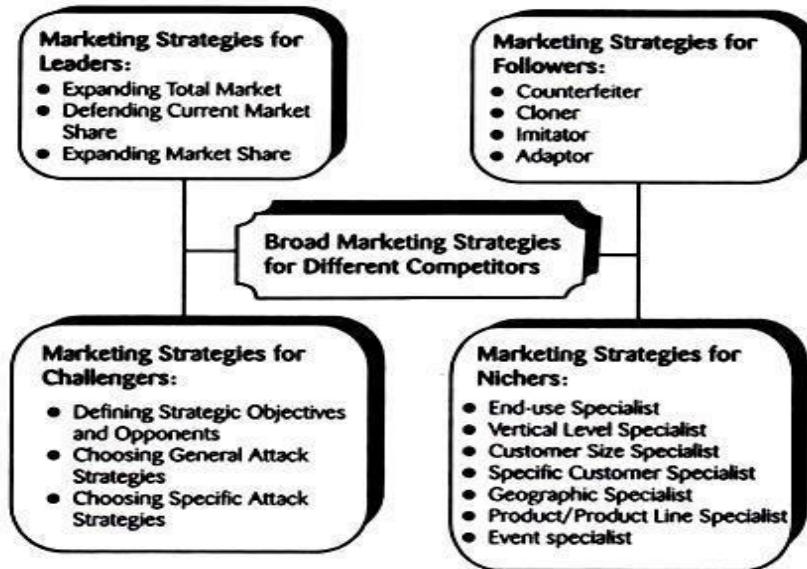 Marketing Strategies for
Leaders:
● Expanding Total Market
● Defending Current Market
Share
● Expanding Market Share
Marketing Strategies for
Followers:
● Counterfeiter
● Cloner
● Imitator
● Adaptor
Broad Marketing Strategies
for Different Competitors
Marketing Strategies for
Challengers:
● Defining Strategic Objectives
and Opponents
● Choosing General Attack
Strategies
● Choosing Specific Attack
Strategies
Marketing Strategies for
Nichers:
● End-use Specialist
● Vertical Level Specialist
● Customer Size Specialist
● Specific Customer Specialist
● Geographic Specialist
● Product/Product Line Specialist
● Event specialist